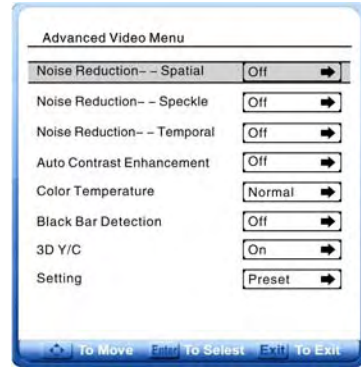 Advanced Video Menu
Noise Reduction– – Spatial Off
Noise Reduction– – Speckle Off
Noise Reduction– – Temporal Off
Auto Contrast Enhancement Off
Color Temperature Normal
Black Bar Detection Off
3D Y/C On
Setting Preset
To Move Enter To Selest Exit To Exit